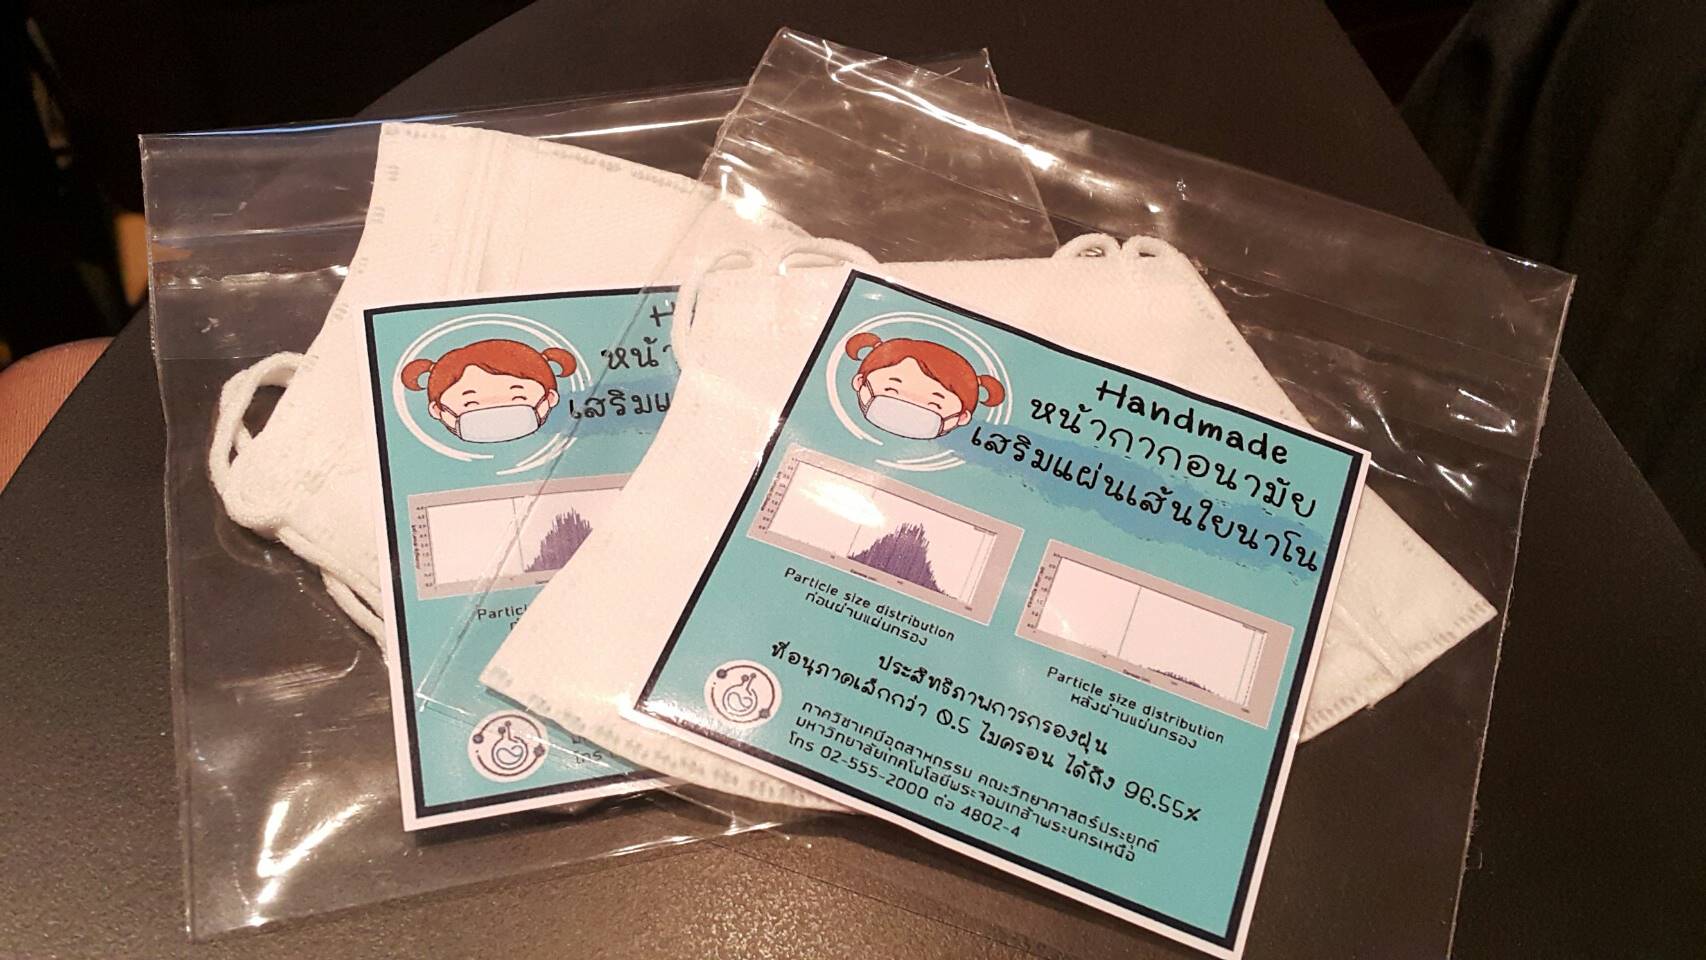 Handmade
หน้ากากอนามัย
เสริมแผ่นเส้นใยนาโน
Particle size distribution
ก่อนผ่านแผ่นกรอง
Particle size distribution
หลังผ่านแผ่นกรอง
ประสิทธิภาพการกรองฝุ่น
ที่อนุภาคเล็กกว่า 0.5 ไมครอน ได้ถึง 96.55%
ภาควิชาเคมีอุตสาหกรรม คณะวิทยาศาสตร์ประยุกต์
มหาวิทยาลัยเทคโนโลยีพระจอมเกล้าพระนครเหนือ
โทร 02-555-2000 ต่อ 4802-4
หน้า
เสริมแ
Particl